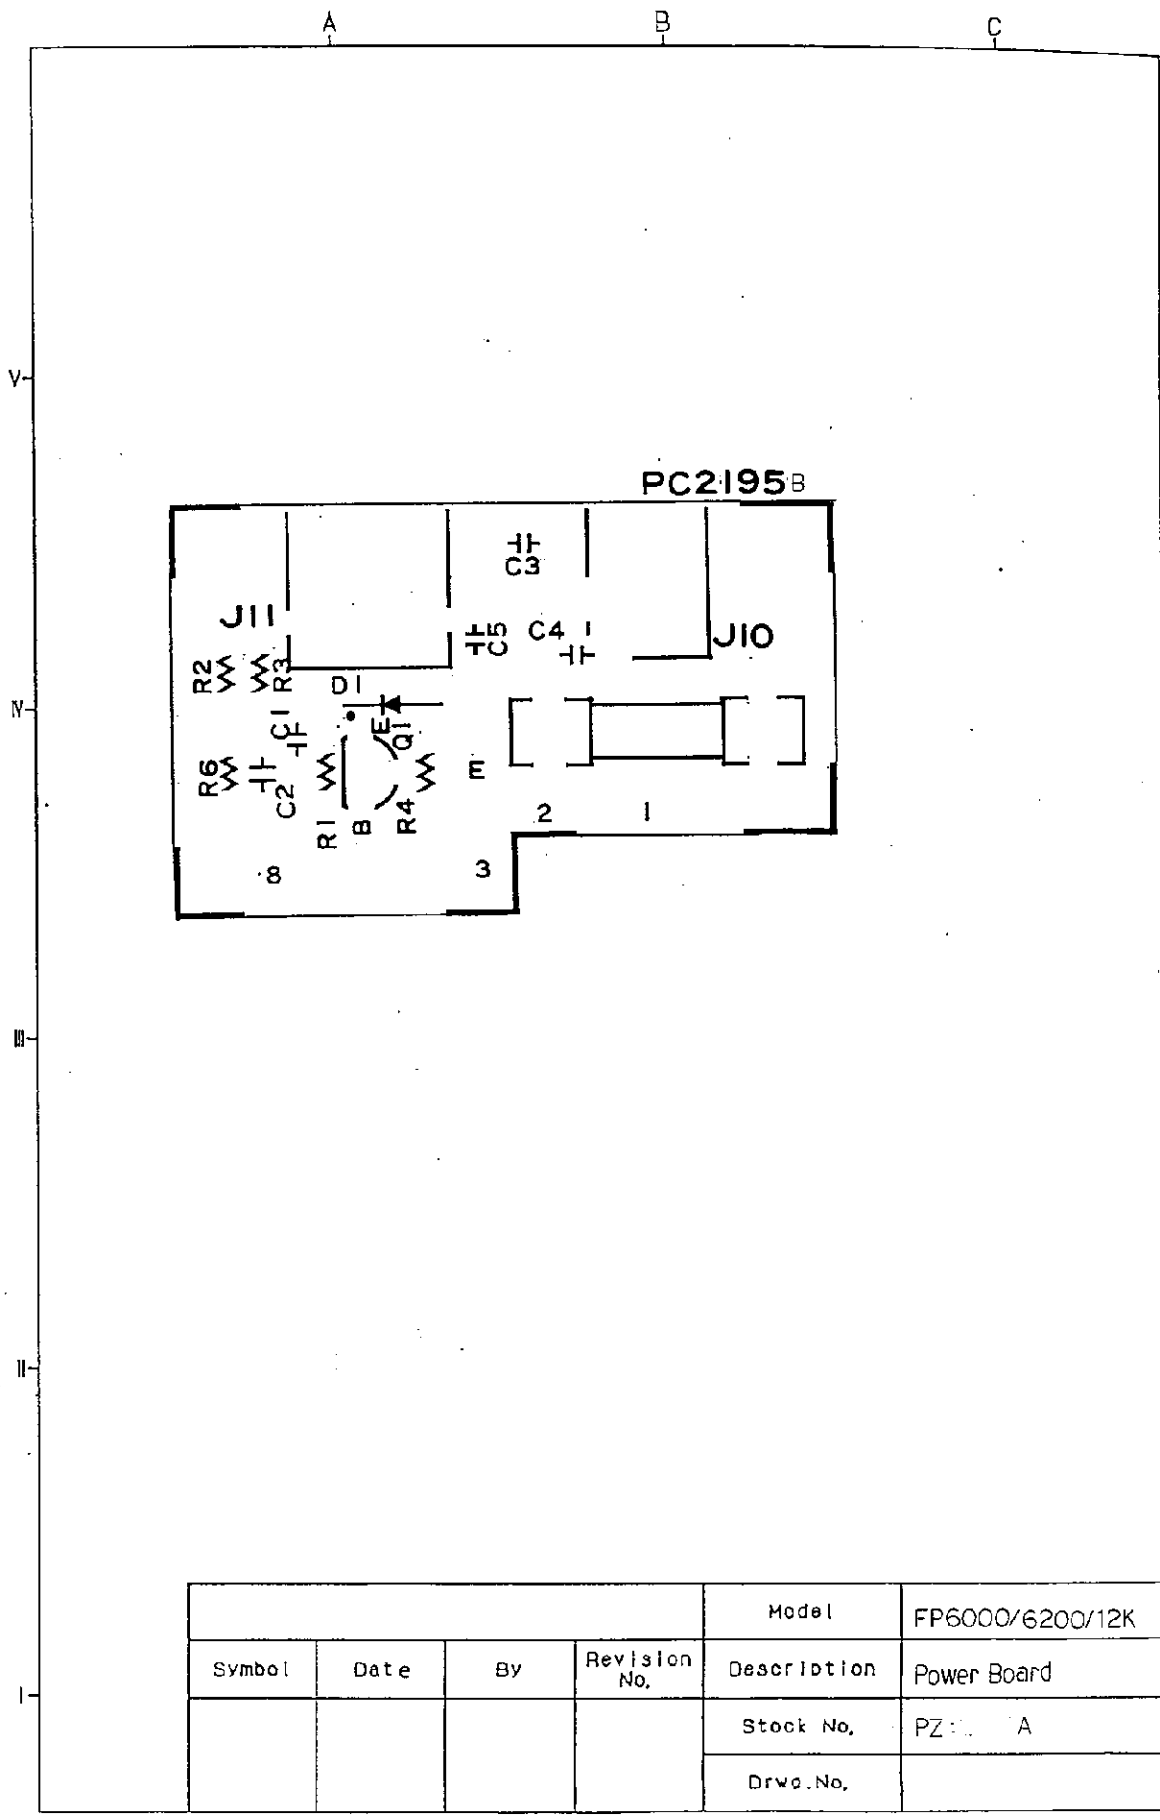 A B C
V
PC2195B
C3
J11
C5 C4 J10
R2 R3
D1
IV
C1 E Q1
R6 C2 E
R1 B R4 2 1
8 3
III
II
Model FP6000/6200/12K
Symbol Date By Revision No. Description Power Board
I
Stock No. PZ: A
Drwg.No.